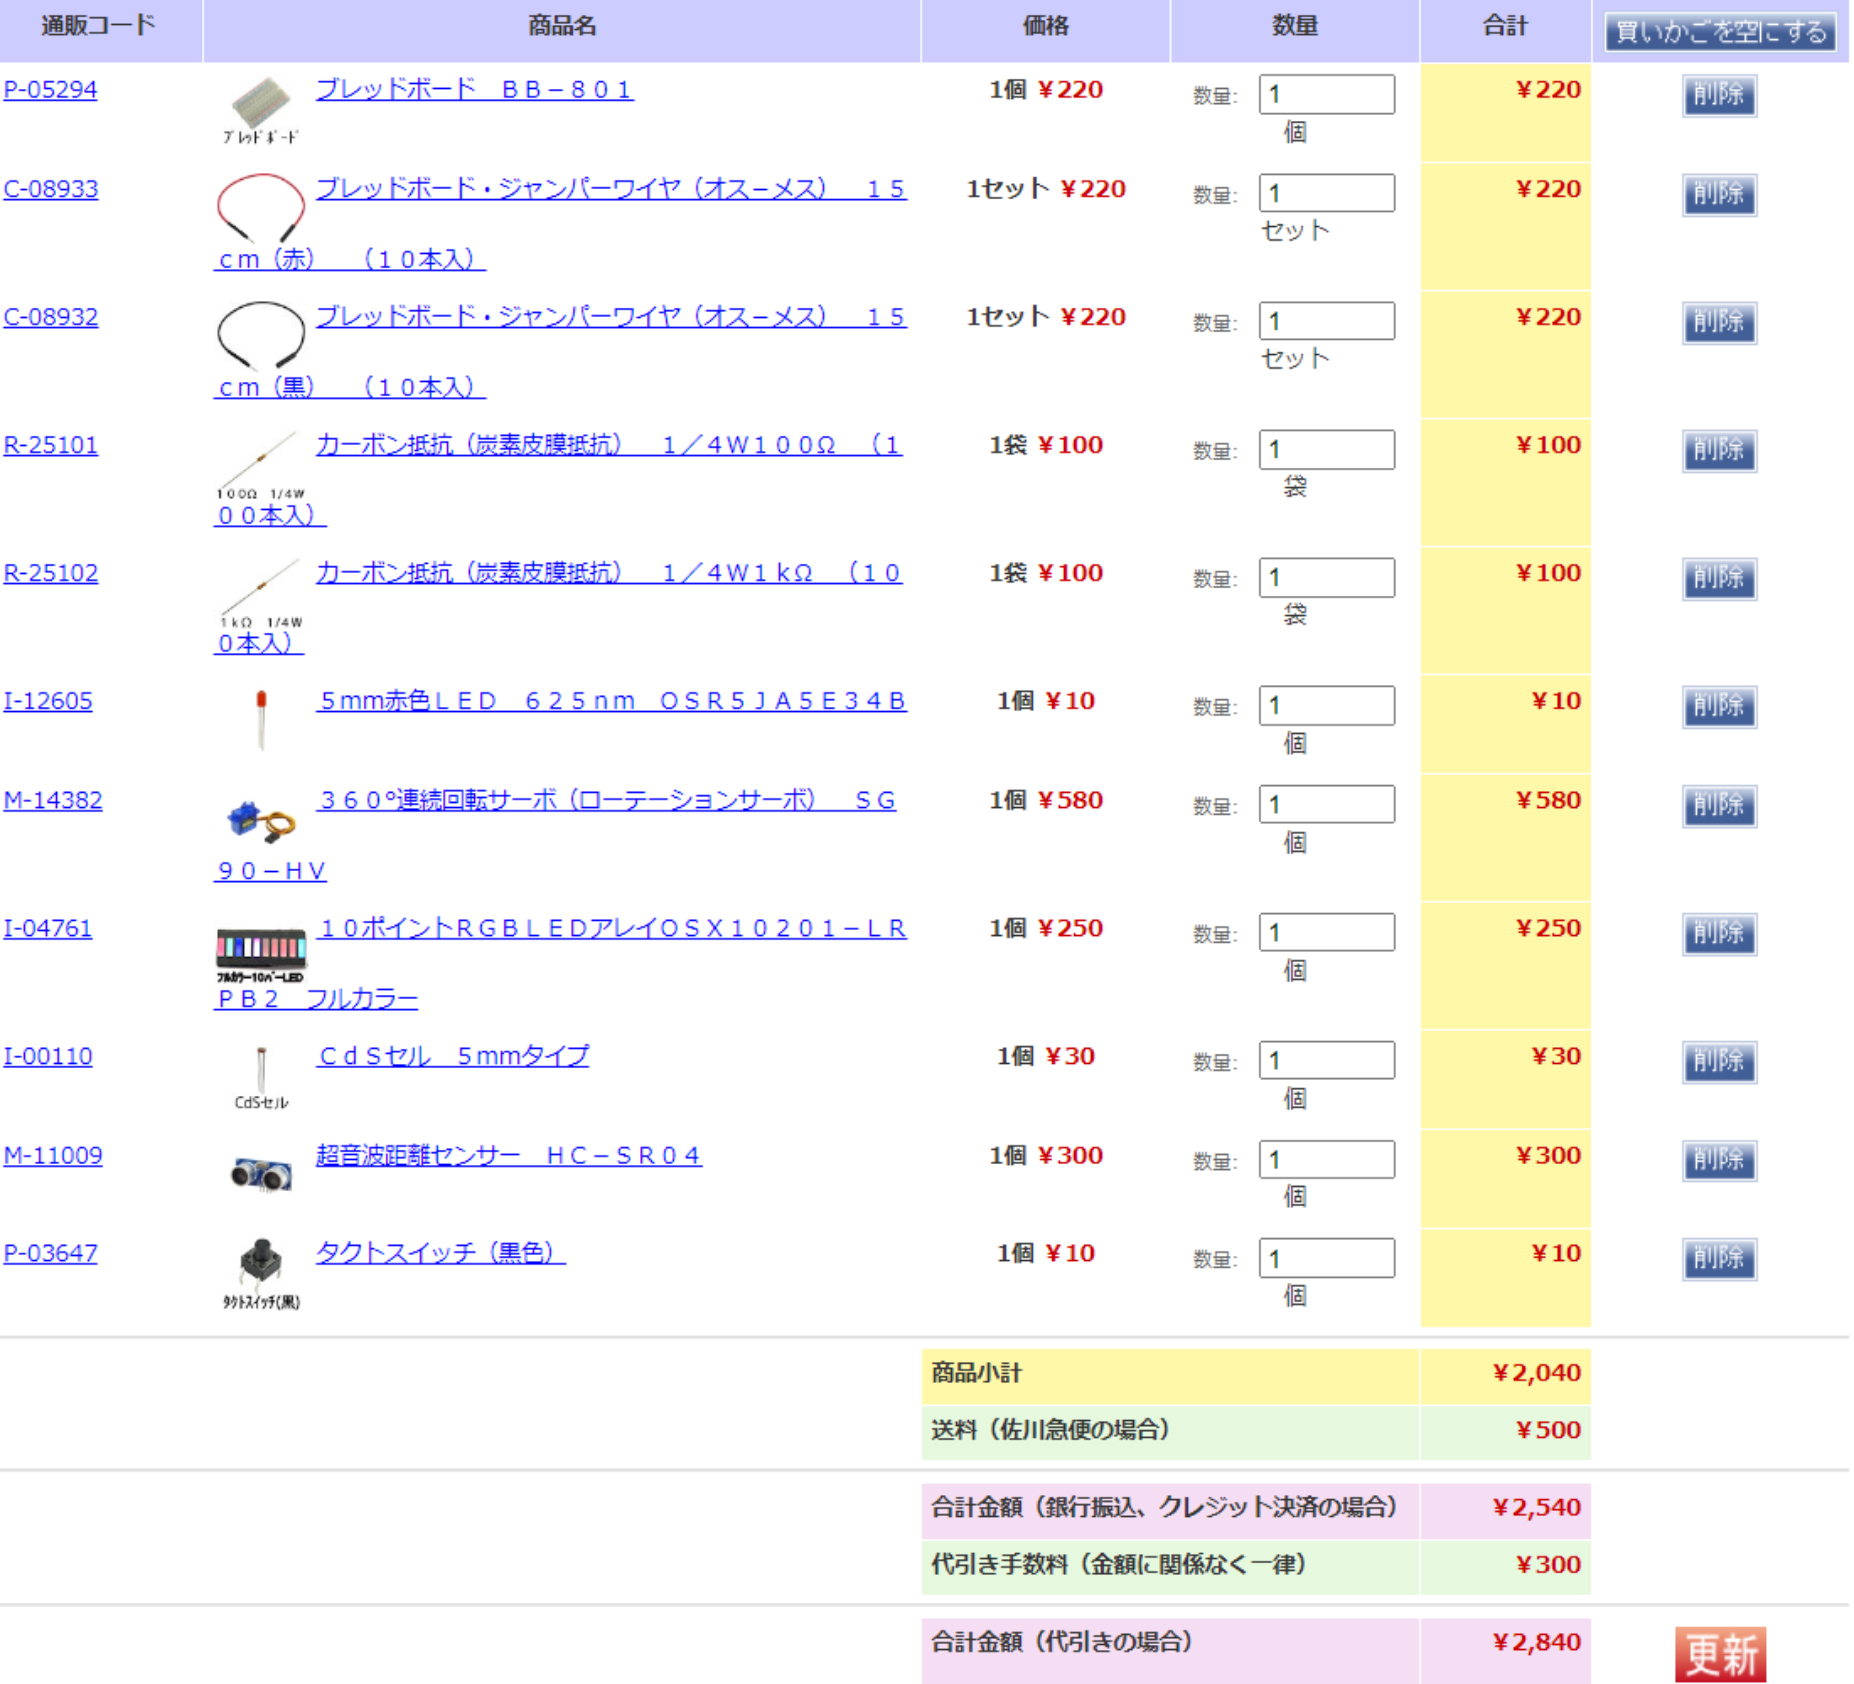 通販コード 商品名 価格 数量 合計 買いかごを空にする
P-05294 ブレッドボード　ＢＢ－８０１ 1個 ¥220 数量: 1 ¥220 削除
ブレッドボード 個
C-08933 ブレッドボード・ジャンパーワイヤ（オス－メス）　１５ 1セット ¥220 数量: 1 ¥220 削除
セット
ｃｍ（赤）　（１０本入）
C-08932 ブレッドボード・ジャンパーワイヤ（オス－メス）　１５ 1セット ¥220 数量: 1 ¥220 削除
セット
ｃｍ（黒）　（１０本入）
R-25101 カーボン抵抗（炭素皮膜抵抗）　１／４Ｗ１００Ω　（１ 1袋 ¥100 数量: 1 ¥100 削除
100Ω 1/4W 袋
００本入）
R-25102 カーボン抵抗（炭素皮膜抵抗）　１／４Ｗ１ｋΩ　（１０ 1袋 ¥100 数量: 1 ¥100 削除
1kΩ 1/4W 袋
０本入）
I-12605 ５ｍｍ赤色ＬＥＤ　６２５ｎｍ　ＯＳＲ５ＪＡ５Ｅ３４Ｂ 1個 ¥10 数量: 1 ¥10 削除
個
M-14382 ３６０°連続回転サーボ（ローテーションサーボ）　ＳＧ 1個 ¥580 数量: 1 ¥580 削除
個
９０－ＨＶ
I-04761 １０ポイントＲＧＢＬＥＤアレイＯＳＸ１０２０１－ＬＲ 1個 ¥250 数量: 1 ¥250 削除
フルカラー10バーLED 個
ＰＢ２　フルカラー
I-00110 ＣｄＳセル　５ｍｍタイプ 1個 ¥30 数量: 1 ¥30 削除
CdSセル 個
M-11009 超音波距離センサー　ＨＣ－ＳＲ０４ 1個 ¥300 数量: 1 ¥300 削除
個
P-03647 タクトスイッチ（黒色） 1個 ¥10 数量: 1 ¥10 削除
タクトスイッチ(黒) 個
商品小計 ¥2,040
送料（佐川急便の場合） ¥500
合計金額（銀行振込、クレジット決済の場合） ¥2,540
代引き手数料（金額に関係なく一律） ¥300
合計金額（代引きの場合） ¥2,840 更新